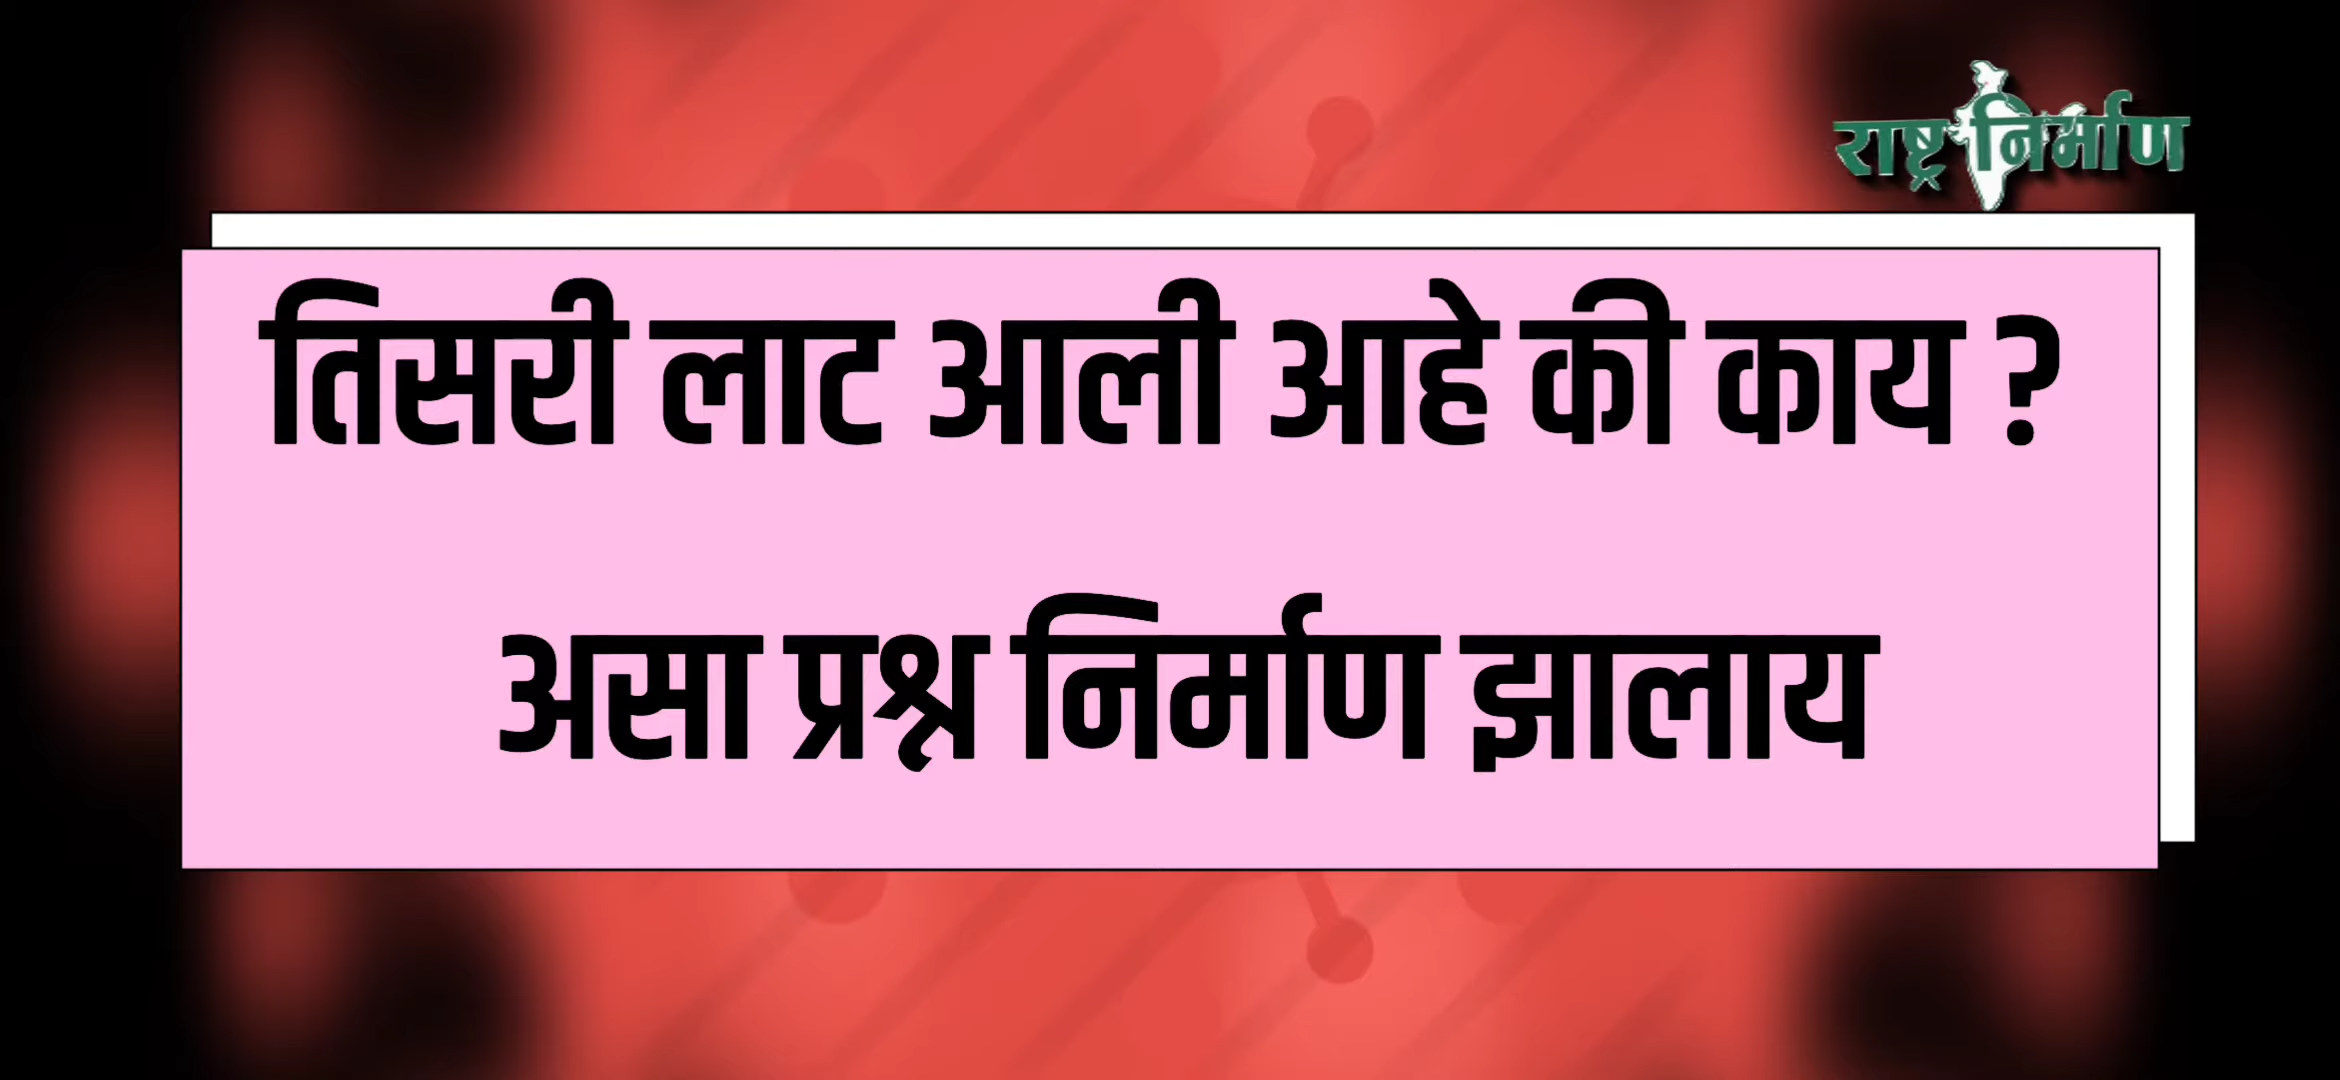 राष्ट्र निर्माण
तिसरी लाट आली आहे की काय ?
असा प्रश्न निर्माण झालाय